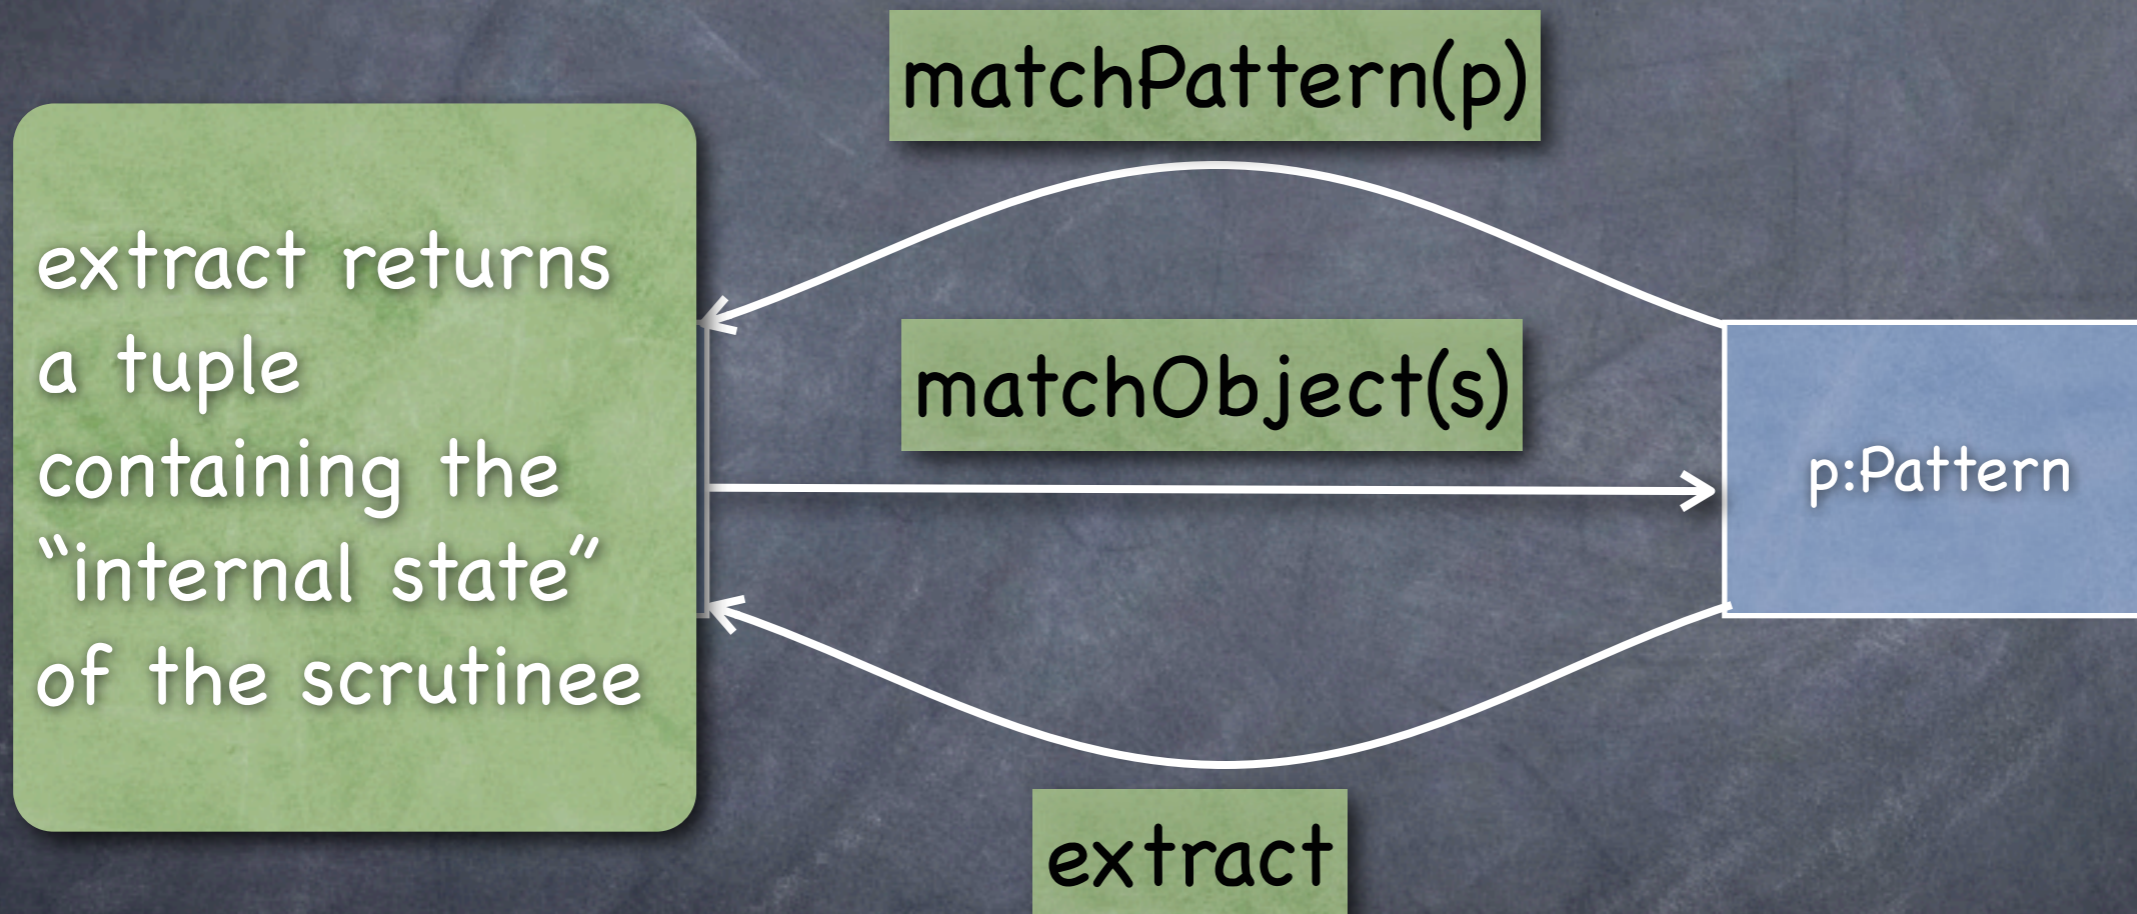 matchPattern(p)
extract returns
a tuple
containing the
“internal state”
of the scrutinee
matchObject(s)
p:Pattern
extract